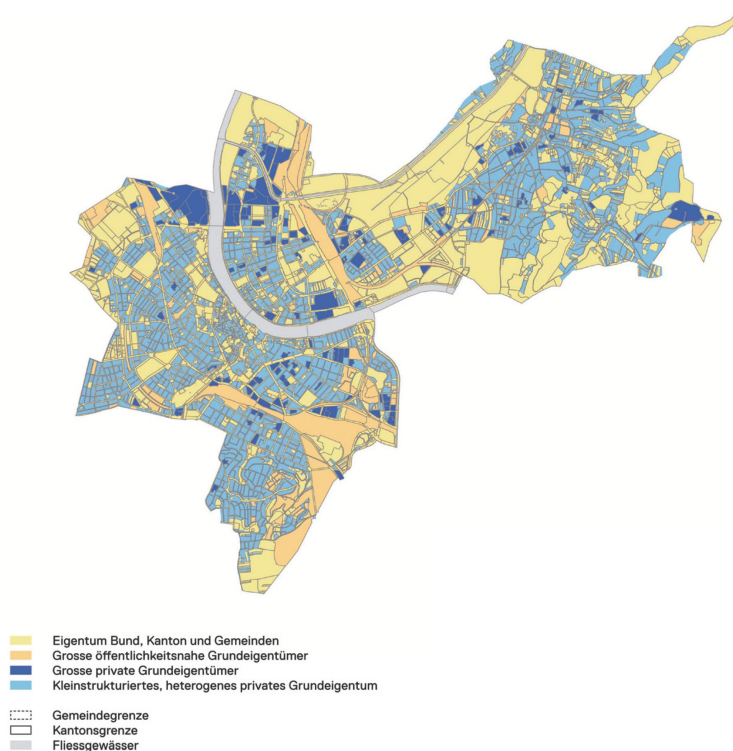 Eigentum Bund, Kanton und Gemeinden
Grosse öffentlichkeitsnahe Grundeigentümer
Grosse private Grundeigentümer
Kleinstrukturiertes, heterogenes privates Grundeigentum
Gemeindegrenze
Kantonsgrenze
Fliessgewässer